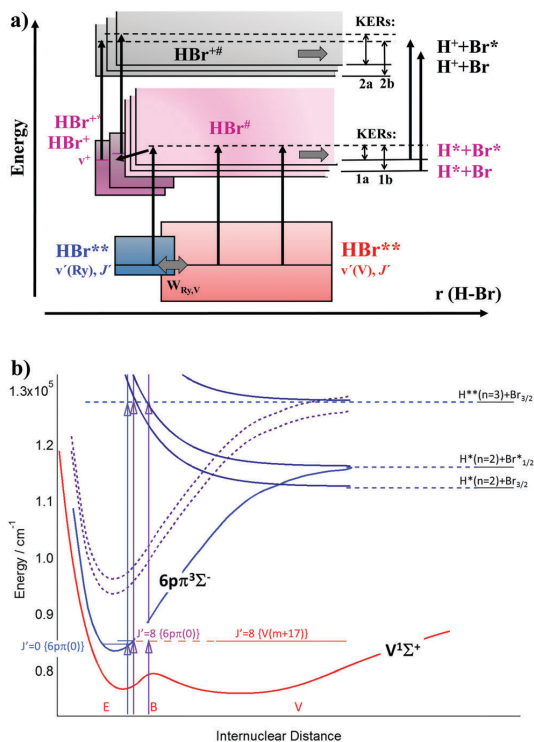 a)
Energy
HBr⁺#
KERs:
2a 2b
H⁺+Br*
H⁺+Br
HBr⁺*
HBr⁺
v⁺
HBr#
KERs:
1a 1b
H*+Br*
H*+Br
HBr**
v´(Ry), J´
W_Ry,V
HBr**
v´(V), J´
r (H-Br)
b)
Energy / cm⁻¹
1.3x10⁵
1.2
1.1
1.0
0.9
0.8
H**(n=3)+Br₃/₂
H*(n=2)+Br*₁/₂
H*(n=2)+Br₃/₂
6pπ³Σ⁻
J'=0 {6pπ(0)}
J'=8 {6pπ(0)}
J'=8 {V(m+17)}
V¹Σ⁺
E B V
Internuclear Distance